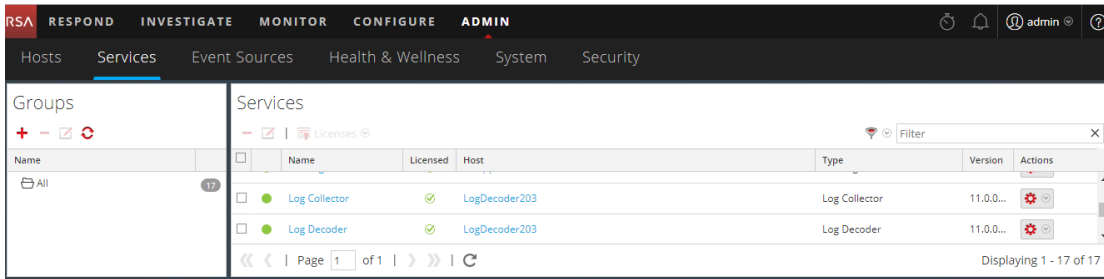 RSA RESPOND INVESTIGATE MONITOR CONFIGURE ADMIN admin ?
Hosts Services Event Sources Health & Wellness System Security
Groups
Name
All 17
Services
Licenses
Filter
Name Licensed Host Type Version Actions
Log Collector LogDecoder203 Log Collector 11.0.0...
Log Decoder LogDecoder203 Log Decoder 11.0.0...
Page 1 of 1 Displaying 1 - 17 of 17